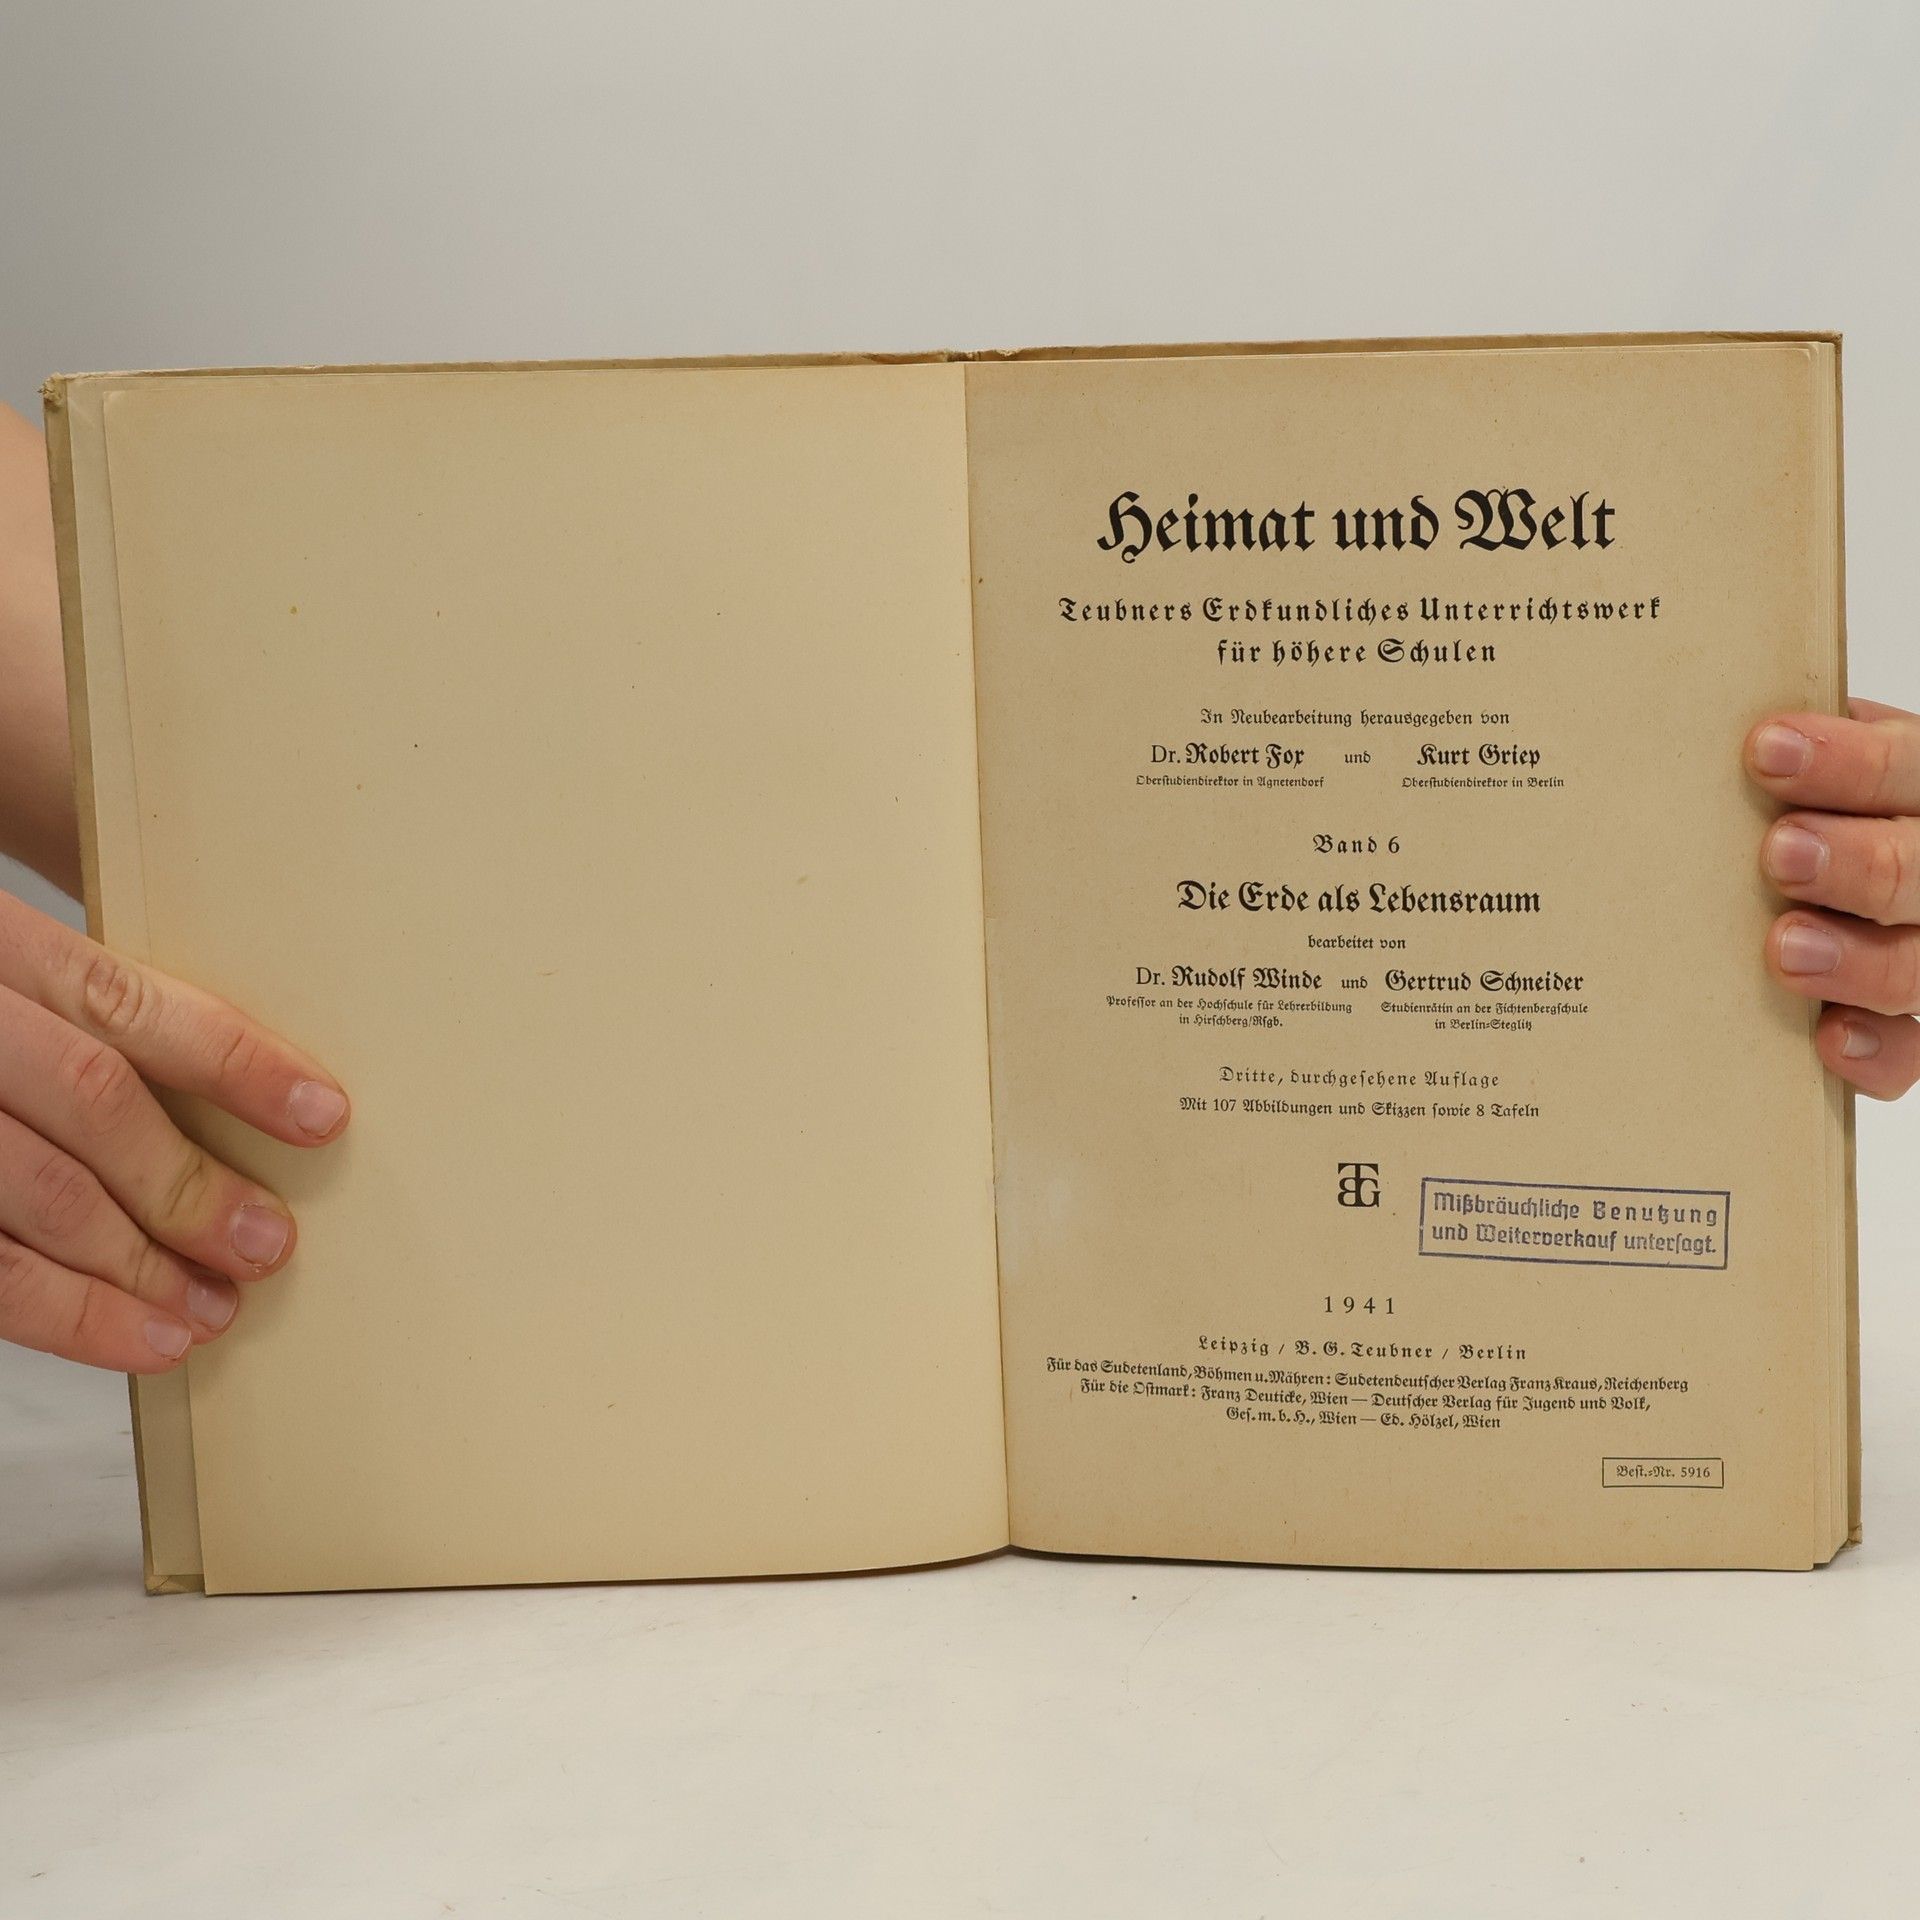 Heimat und Welt
Teubners Erdkundliches Unterrichtswerk
für höhere Schulen
In Neubearbeitung herausgegeben von
Dr. Robert Fox und Kurt Griep
Oberstudiendirektor in Agnetendorf Oberstudiendirektor in Berlin
Band 6
Die Erde als Lebensraum
bearbeitet von
Dr. Rudolf Winde und Gertrud Schneider
Professor an der Hochschule für Lehrerbildung Studienrätin an der Fichtenbergschule
in Hirschberg/Rsgb. in Berlin-Steglitz
Dritte, durchgesehene Auflage
Mit 107 Abbildungen und Skizzen sowie 8 Tafeln
BTG
Mißbräuchliche Benutzung
und Weiterverkauf untersagt.
1941
Leipzig / B. G. Teubner / Berlin
Für das Sudetenland, Böhmen u. Mähren: Sudetendeutscher Verlag Franz Kraus, Reichenberg
Für die Ostmark: Franz Deuticke, Wien — Deutscher Verlag für Jugend und Volk,
Ges. m. b. H., Wien — Ed. Hölzel, Wien
Best.-Nr. 5916